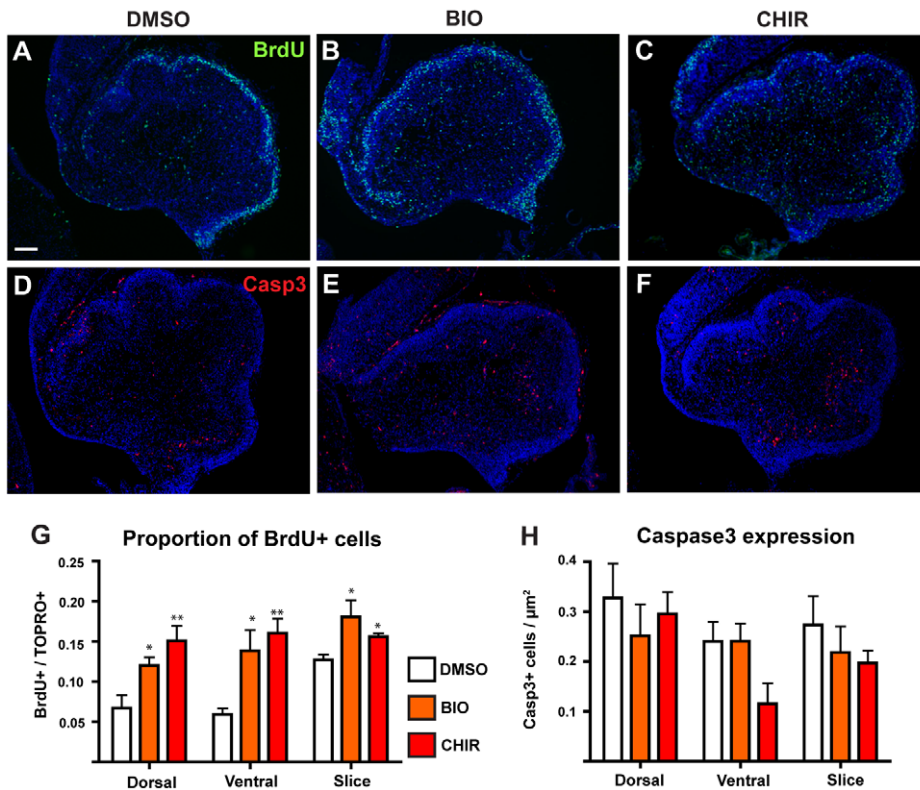 DMSO BIO CHIR
A BrdU B C
D Casp3 E F
G Proportion of BrdU+ cells
0.25
0.20
0.15
0.10
0.05
BrdU+ / TOPRO+
* ** * ** * *
Dorsal Ventral Slice
DMSO
BIO
CHIR
H Caspase3 expression
0.4
0.3
0.2
0.1
Casp3+ cells / µm²
Dorsal Ventral Slice